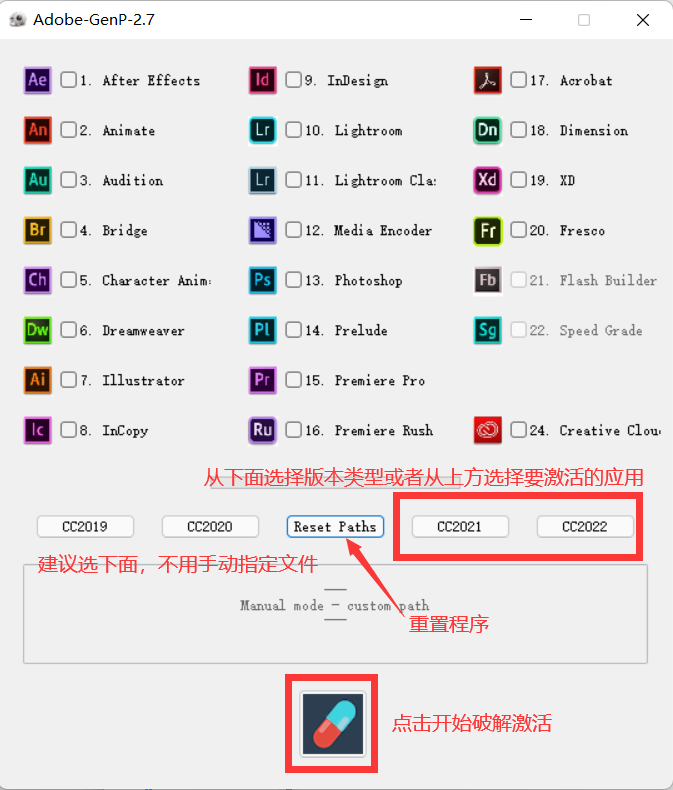 Adobe-GenP-2.7
Ae 1. After Effects
Id 9. InDesign
17. Acrobat
An 2. Animate
Lr 10. Lightroom
Dn 18. Dimension
Au 3. Audition
Lr 11. Lightroom Clas
Xd 19. XD
Br 4. Bridge
12. Media Encoder
Fr 20. Fresco
Ch 5. Character Anim
Ps 13. Photoshop
Fb 21. Flash Builder
Dw 6. Dreamweaver
Pl 14. Prelude
Sg 22. Speed Grade
Ai 7. Illustrator
Pr 15. Premiere Pro
Ic 8. InCopy
Ru 16. Premiere Rush
24. Creative Clou
从下面选择版本类型或者从上方选择要激活的应用
CC2019
CC2020
Reset Paths
CC2021
CC2022
建议选下面，不用手动指定文件
Manual mode - custom path
重置程序
点击开始破解激活